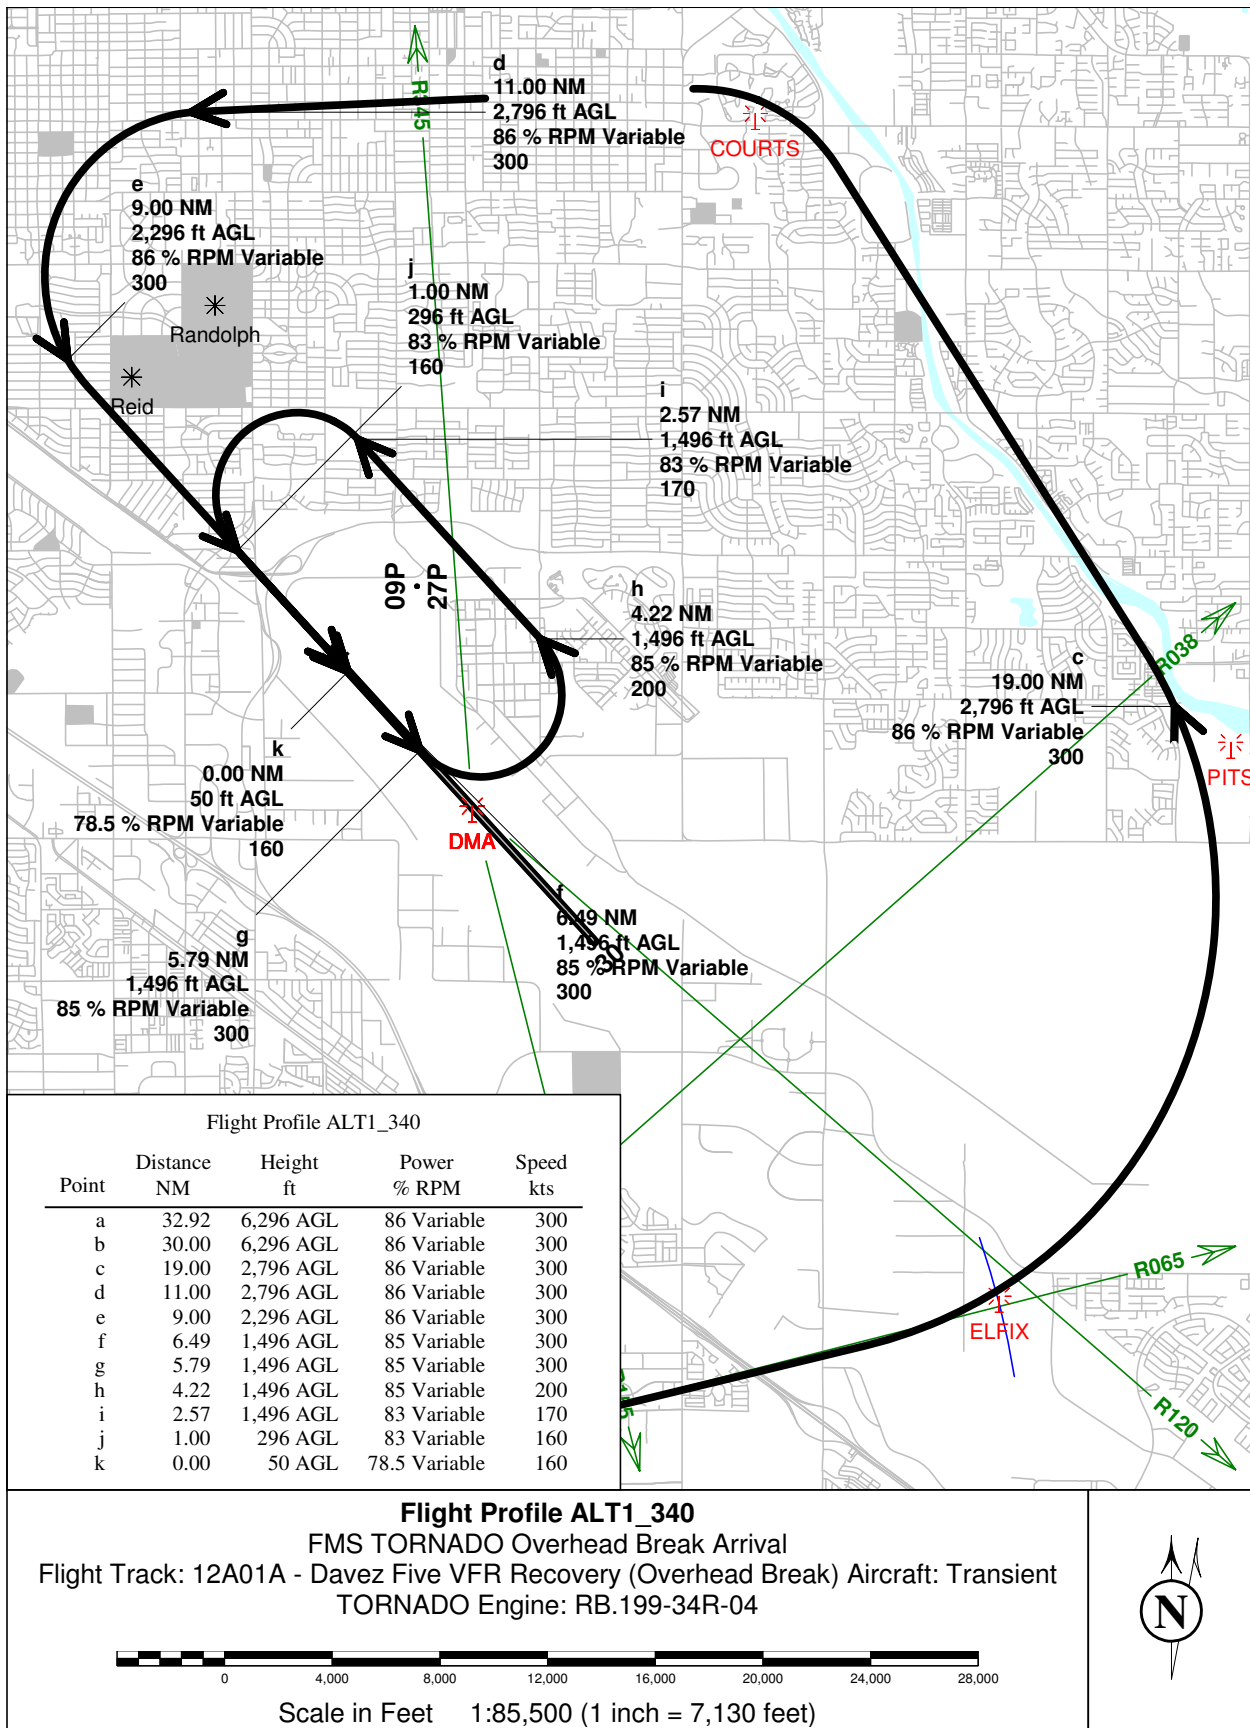 d
11.00 NM
2,796 ft AGL
86 % RPM Variable
300
R345
COURTS
e
9.00 NM
2,296 ft AGL
86 % RPM Variable
300
Randolph
Reid
j
1.00 NM
296 ft AGL
83 % RPM Variable
160
i
2.57 NM
1,496 ft AGL
83 % RPM Variable
170
09P
27P
h
4.22 NM
1,496 ft AGL
85 % RPM Variable
200
R038
c
19.00 NM
2,796 ft AGL
86 % RPM Variable
300
PITS
k
0.00 NM
50 ft AGL
78.5 % RPM Variable
160
DMA
f
6.49 NM
1,496 ft AGL
85 % RPM Variable
300
30
g
5.79 NM
1,496 ft AGL
85 % RPM Variable
300
R065
ELFIX
R120
Flight Profile ALT1_340
Point Distance NM Height ft Power % RPM Speed kts
a 32.92 6,296 AGL 86 Variable 300
b 30.00 6,296 AGL 86 Variable 300
c 19.00 2,796 AGL 86 Variable 300
d 11.00 2,796 AGL 86 Variable 300
e 9.00 2,296 AGL 86 Variable 300
f 6.49 1,496 AGL 85 Variable 300
g 5.79 1,496 AGL 85 Variable 300
h 4.22 1,496 AGL 85 Variable 200
i 2.57 1,496 AGL 83 Variable 170
j 1.00 296 AGL 83 Variable 160
k 0.00 50 AGL 78.5 Variable 160
Flight Profile ALT1_340
FMS TORNADO Overhead Break Arrival
Flight Track: 12A01A - Davez Five VFR Recovery (Overhead Break) Aircraft: Transient
TORNADO Engine: RB.199-34R-04
0 4,000 8,000 12,000 16,000 20,000 24,000 28,000
Scale in Feet 1:85,500 (1 inch = 7,130 feet)
N